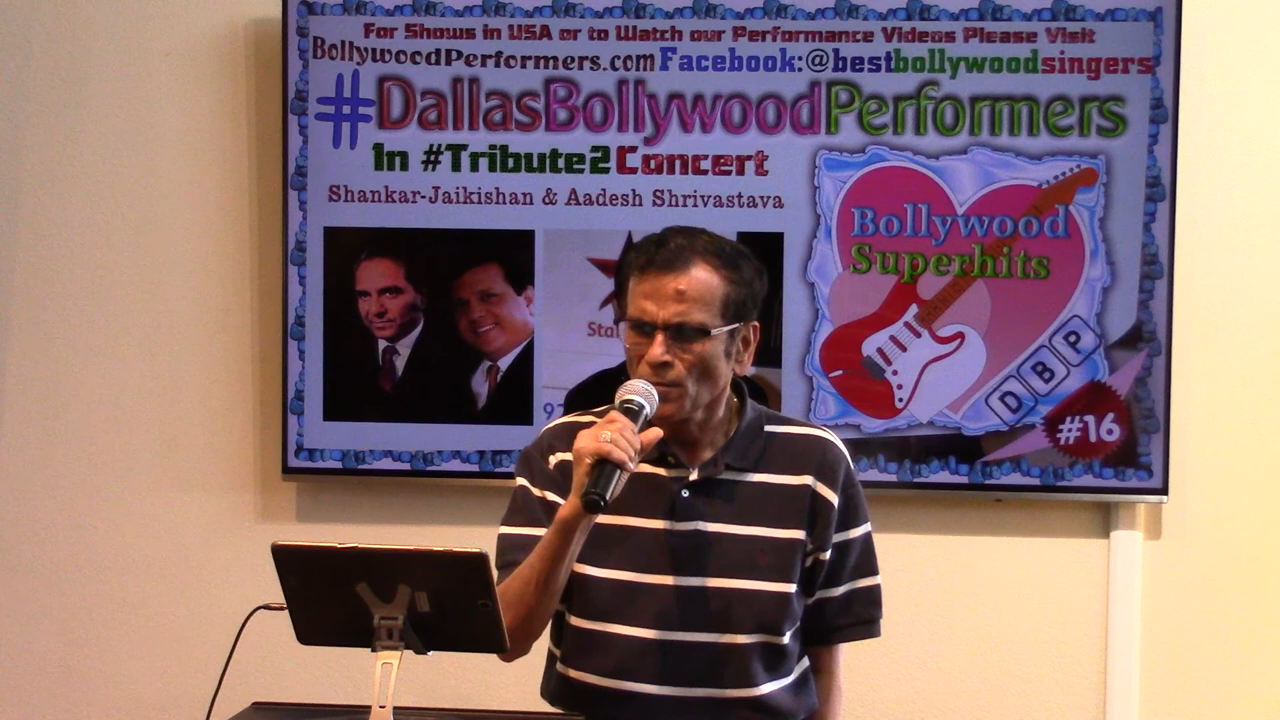 For Shows in USA or to Watch our Performance Videos Please Visit
BollywoodPerformers.com Facebook:@bestbollywoodsingers
#DallasBollywoodPerformers
In #Tribute2Concert
Shankar-Jaikishan & Aadesh Shrivastava
Bollywood
Superhits
DBP
#16